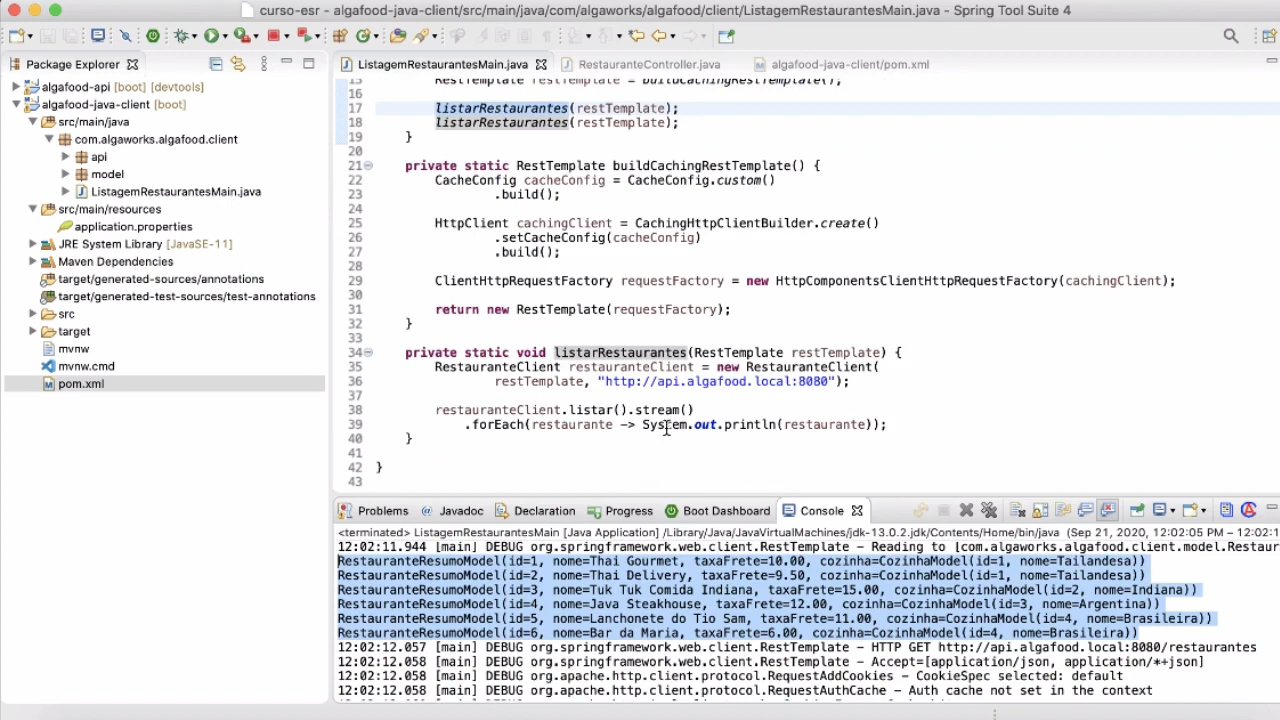 curso-esr - algafood-java-client/src/main/java/com/algaworks/algafood/client/ListagemRestaurantesMain.java - Spring Tool Suite 4
Package Explorer
algafood-api [boot] [devtools]
algafood-java-client [boot]
src/main/java
com.algaworks.algafood.client
api
model
ListagemRestaurantesMain.java
src/main/resources
application.properties
JRE System Library [JavaSE-11]
Maven Dependencies
target/generated-sources/annotations
target/generated-test-sources/test-annotations
src
target
mvnw
mvnw.cmd
pom.xml
ListagemRestaurantesMain.java RestauranteController.java algafood-java-client/pom.xml
15 RestTemplate restTemplate = buildCachingRestTemplate();
16
17 listarRestaurantes(restTemplate);
18 listarRestaurantes(restTemplate);
19 }
20
21 private static RestTemplate buildCachingRestTemplate() {
22 CacheConfig cacheConfig = CacheConfig.custom()
23 .build();
24
25 HttpClient cachingClient = CachingHttpClientBuilder.create()
26 .setCacheConfig(cacheConfig)
27 .build();
28
29 ClientHttpRequestFactory requestFactory = new HttpComponentsClientHttpRequestFactory(cachingClient);
30
31 return new RestTemplate(requestFactory);
32 }
33
34 private static void listarRestaurantes(RestTemplate restTemplate) {
35 RestauranteClient restauranteClient = new RestauranteClient(
36 restTemplate, "http://api.algafood.local:8080");
37
38 restauranteClient.listar().stream()
39 .forEach(restaurante -> System.out.println(restaurante));
40 }
41
42 }
43
Problems Javadoc Declaration Progress Boot Dashboard Console
<terminated> ListagemRestaurantesMain [Java Application] /Library/Java/JavaVirtualMachines/jdk-13.0.2.jdk/Contents/Home/bin/java (Sep 21, 2020, 12:02:05 PM – 12:02:1
12:02:11.944 [main] DEBUG org.springframework.web.client.RestTemplate - Reading to [com.algaworks.algafood.client.model.Restaur
RestauranteResumoModel(id=1, nome=Thai Gourmet, taxaFrete=10.00, cozinha=CozinhaModel(id=1, nome=Tailandesa))
RestauranteResumoModel(id=2, nome=Thai Delivery, taxaFrete=9.50, cozinha=CozinhaModel(id=1, nome=Tailandesa))
RestauranteResumoModel(id=3, nome=Tuk Tuk Comida Indiana, taxaFrete=15.00, cozinha=CozinhaModel(id=2, nome=Indiana))
RestauranteResumoModel(id=4, nome=Java Steakhouse, taxaFrete=12.00, cozinha=CozinhaModel(id=3, nome=Argentina))
RestauranteResumoModel(id=5, nome=Lanchonete do Tio Sam, taxaFrete=11.00, cozinha=CozinhaModel(id=4, nome=Brasileira))
RestauranteResumoModel(id=6, nome=Bar da Maria, taxaFrete=6.00, cozinha=CozinhaModel(id=4, nome=Brasileira))
12:02:12.057 [main] DEBUG org.springframework.web.client.RestTemplate - HTTP GET http://api.algafood.local:8080/restaurantes
12:02:12.058 [main] DEBUG org.springframework.web.client.RestTemplate - Accept=[application/json, application/*+json]
12:02:12.058 [main] DEBUG org.apache.http.client.protocol.RequestAddCookies - CookieSpec selected: default
12:02:12.058 [main] DEBUG org.apache.http.client.protocol.RequestAuthCache - Auth cache not set in the context